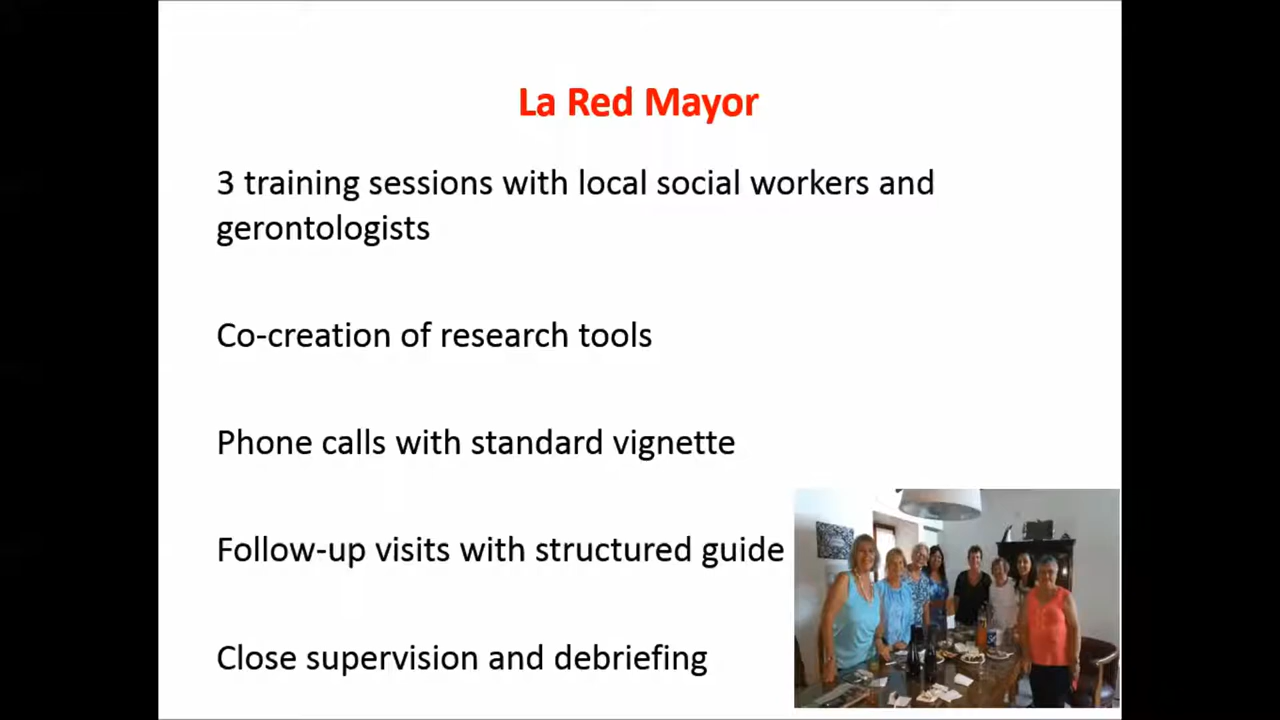 La Red Mayor
3 training sessions with local social workers and
gerontologists
Co-creation of research tools
Phone calls with standard vignette
Follow-up visits with structured guide
Close supervision and debriefing